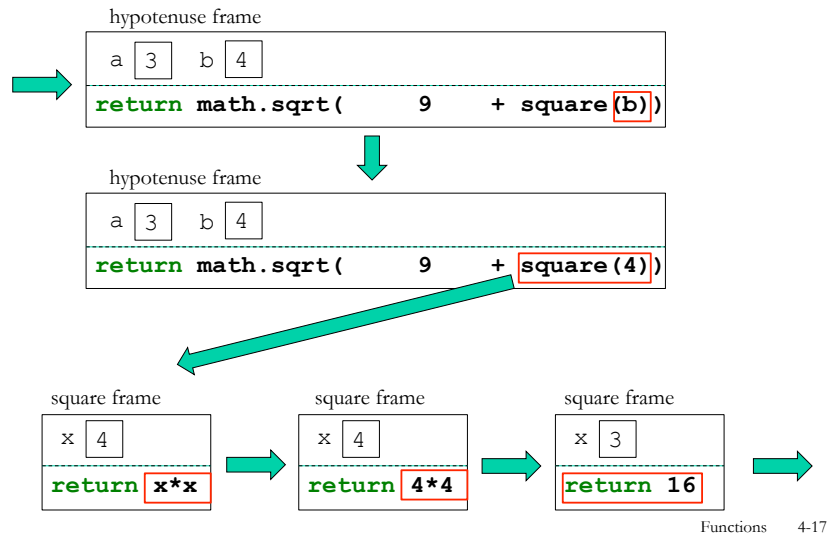 hypotenuse frame
a 3 b 4
return math.sqrt( 9 + square(b))
hypotenuse frame
a 3 b 4
return math.sqrt( 9 + square(4))
square frame square frame square frame
x 4 x 4 x 3
return x*x return 4*4 return 16
Functions 4-17